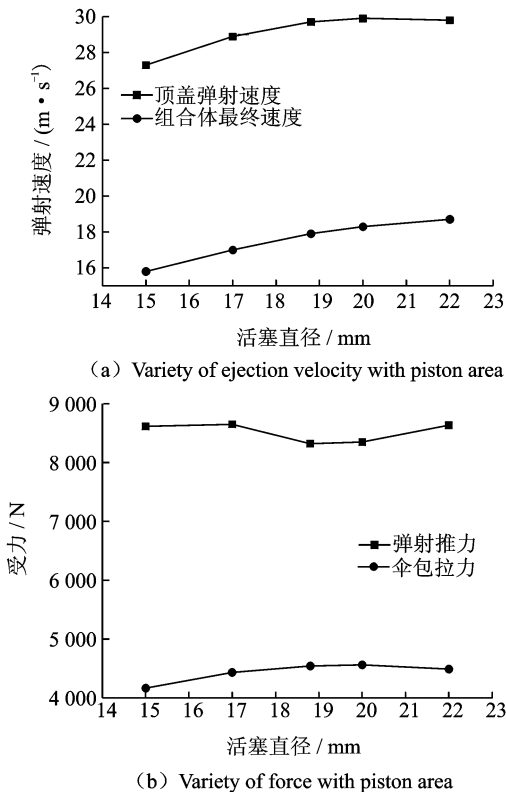 30
28
26
24
22
20
18
16
弹射速度 / (m • s⁻¹)
顶盖弹射速度
组合体最终速度
14 15 16 17 18 19 20 21 22 23
活塞直径 / mm
（a）Variety of ejection velocity with piston area
9 000
8 000
7 000
6 000
5 000
4 000
受力 / N
弹射推力
伞包拉力
14 15 16 17 18 19 20 21 22 23
活塞直径 / mm
（b）Variety of force with piston area